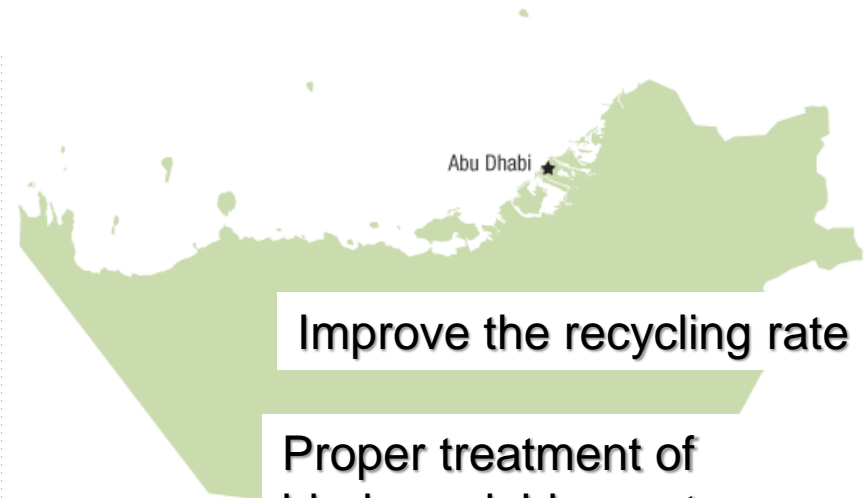 Abu Dhabi
Improve the recycling rate
Proper treatment of